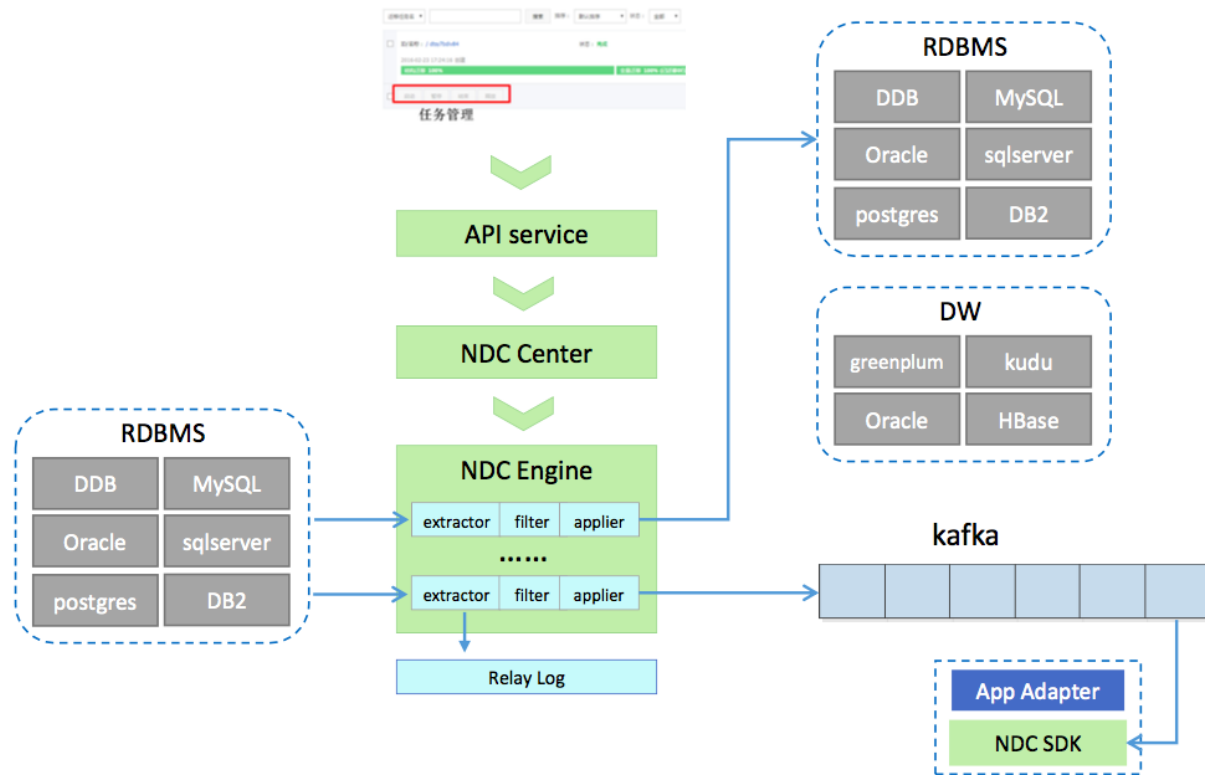 任务管理
API service
NDC Center
NDC Engine
extractor filter applier
......
extractor filter applier
Relay Log
RDBMS
DDB MySQL
Oracle sqlserver
postgres DB2
RDBMS
DDB MySQL
Oracle sqlserver
postgres DB2
DW
greenplum kudu
Oracle HBase
kafka
App Adapter
NDC SDK